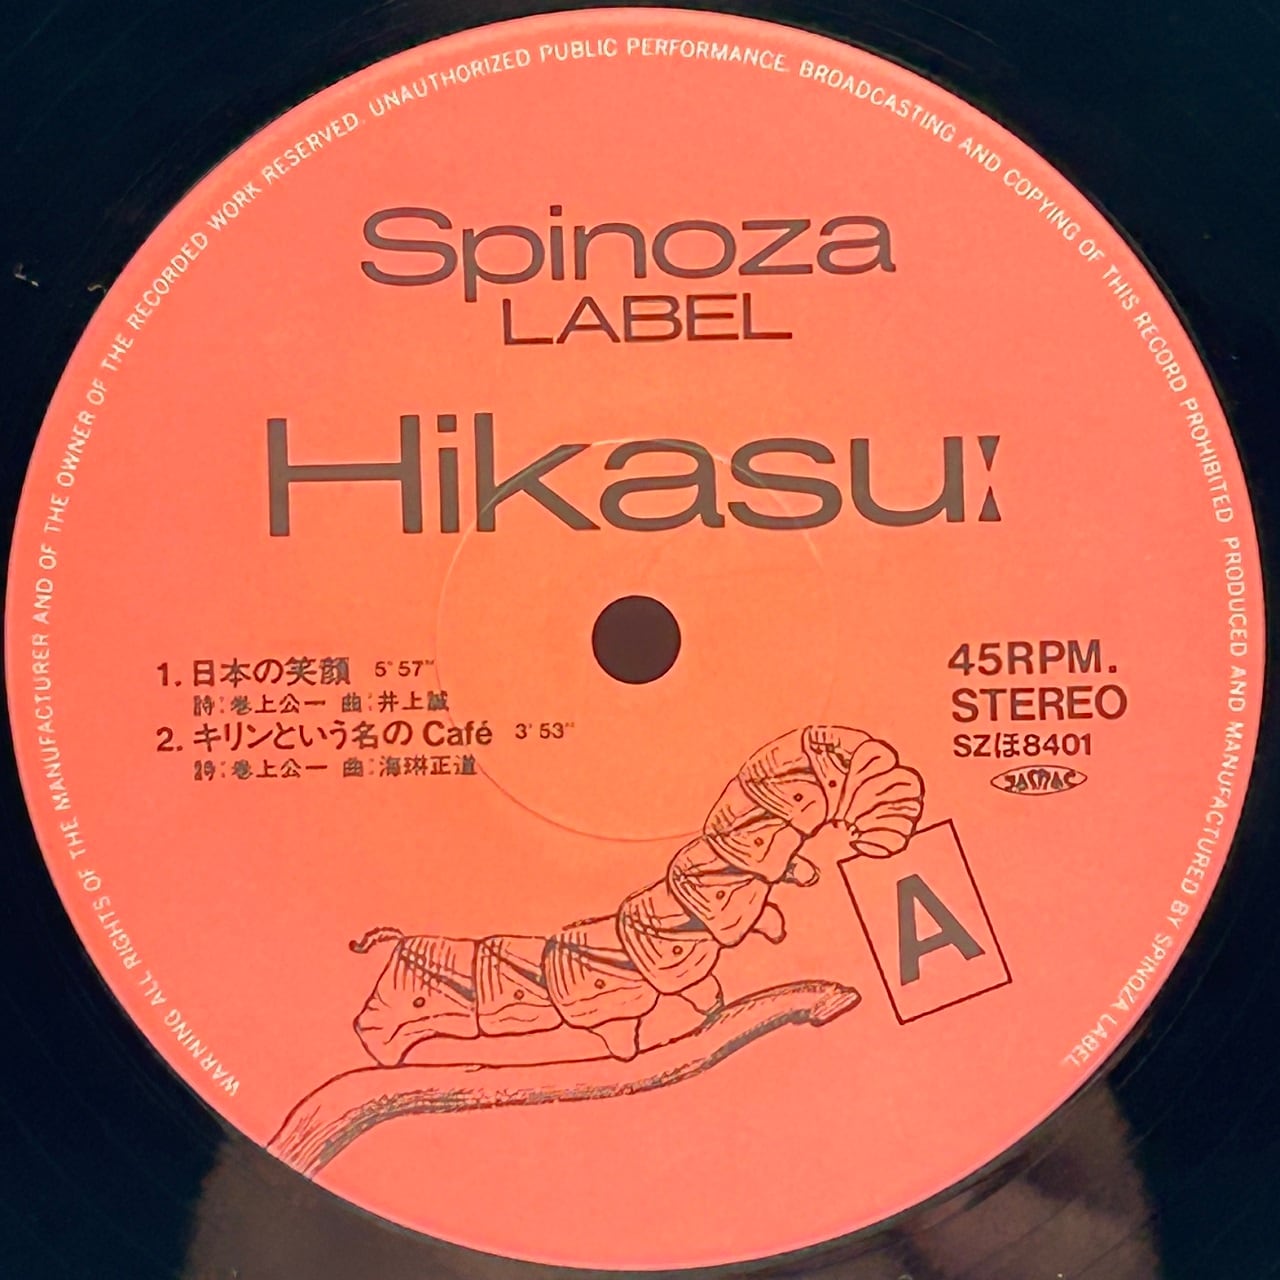 WARNING ALL RIGHTS OF THE MANUFACTURER AND OF THE OWNER OF THE RECORDED WORK RESERVED. UNAUTHORIZED PUBLIC PERFORMANCE. BROADCASTING AND COPYING OF THIS RECORD PROHIBITED PRODUCED AND MANUFACTURED BY SPINOZA LABEL
Spinoza
LABEL
Hikasu:
1. 日本の笑顔 5'57"
詩:巻上公一 曲:井上誠
2. キリンという名のCafé 3'53"
詩:巻上公一 曲:海琳正道
45RPM.
STEREO
SZほ8401
JASRAC
A